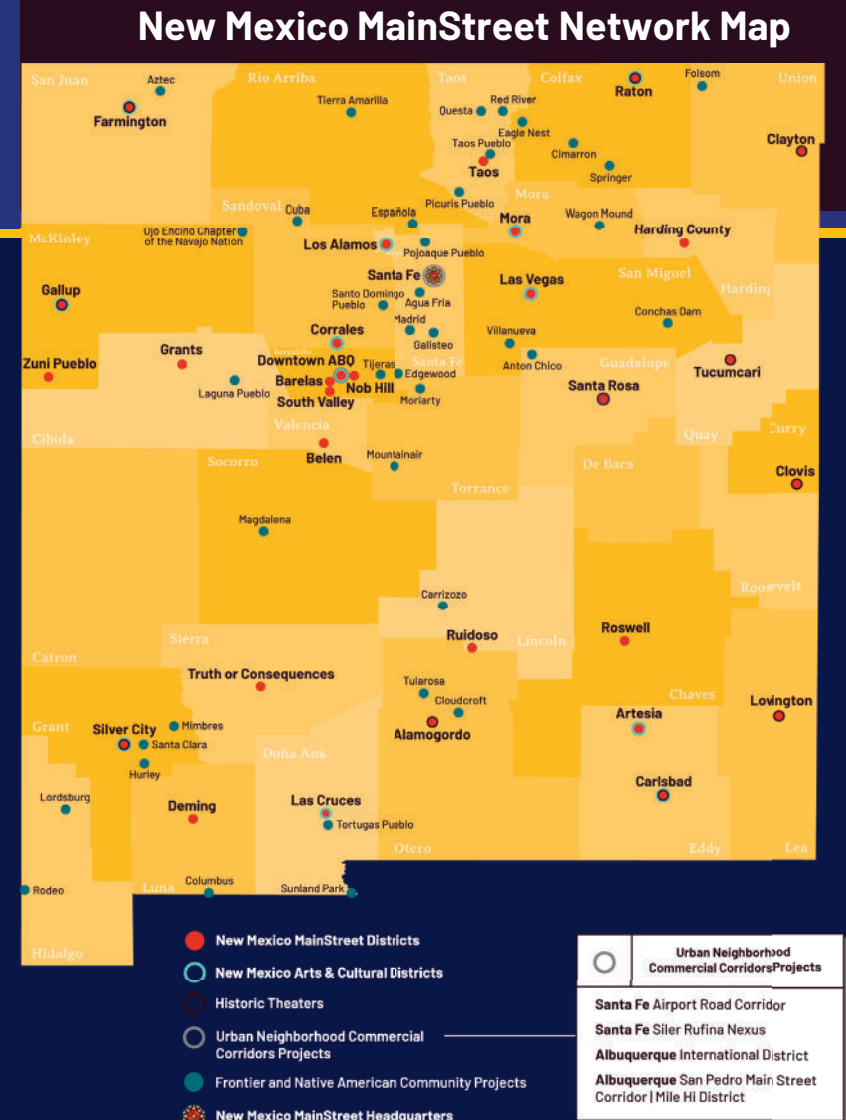 New Mexico MainStreet Network Map
San Juan
Aztec
Rio Arriba
Taos
Colfax
Folsom
Union
Farmington
Tierra Amarilla
Questa
Red River
Raton
Eagle Nest
Clayton
Taos Pueblo
Cimarron
Taos
Springer
Mora
Sandoval
Cuba
Española
Picuris Pueblo
Mora
Wagon Mound
McKinley
Ojo Encino Chapter
of the Navajo Nation
Los Alamos
Harding County
Pojoaque Pueblo
Santa Fe
Las Vegas
San Miguel
Harding
Gallup
Santo Domingo
Pueblo
Agua Fria
Conchas Dam
Madrid
Corrales
Galisteo
Villanueva
Zuni Pueblo
Grants
Bernalillo
Downtown ABQ
Tijeras
Santa Fe
Anton Chico
Guadalupe
Tucumcari
Barelas
Nob Hill
Edgewood
Laguna Pueblo
South Valley
Moriarty
Santa Rosa
Cibola
Valencia
Quay
Curry
Belen
Mountainair
Socorro
De Baca
Clovis
Torrance
Magdalena
Carrizozo
Roosevelt
Sierra
Ruidoso
Lincoln
Roswell
Catron
Truth or Consequences
Tularosa
Cloudcroft
Chaves
Lovington
Grant
Silver City
Mimbres
Santa Clara
Alamogordo
Artesia
Hurley
Doña Ana
Lordsburg
Deming
Las Cruces
Carlsbad
Tortugas Pueblo
Otero
Eddy
Lea
Rodeo
Luna
Columbus
Sunland Park
Hidalgo
New Mexico MainStreet Districts
New Mexico Arts & Cultural Districts
Historic Theaters
Urban Neighborhood Commercial
Corridors Projects
Frontier and Native American Community Projects
New Mexico MainStreet Headquarters
Urban Neighborhood
Commercial CorridorsProjects
Santa Fe Airport Road Corridor
Santa Fe Siler Rufina Nexus
Albuquerque International District
Albuquerque San Pedro Main Street
Corridor | Mile Hi District